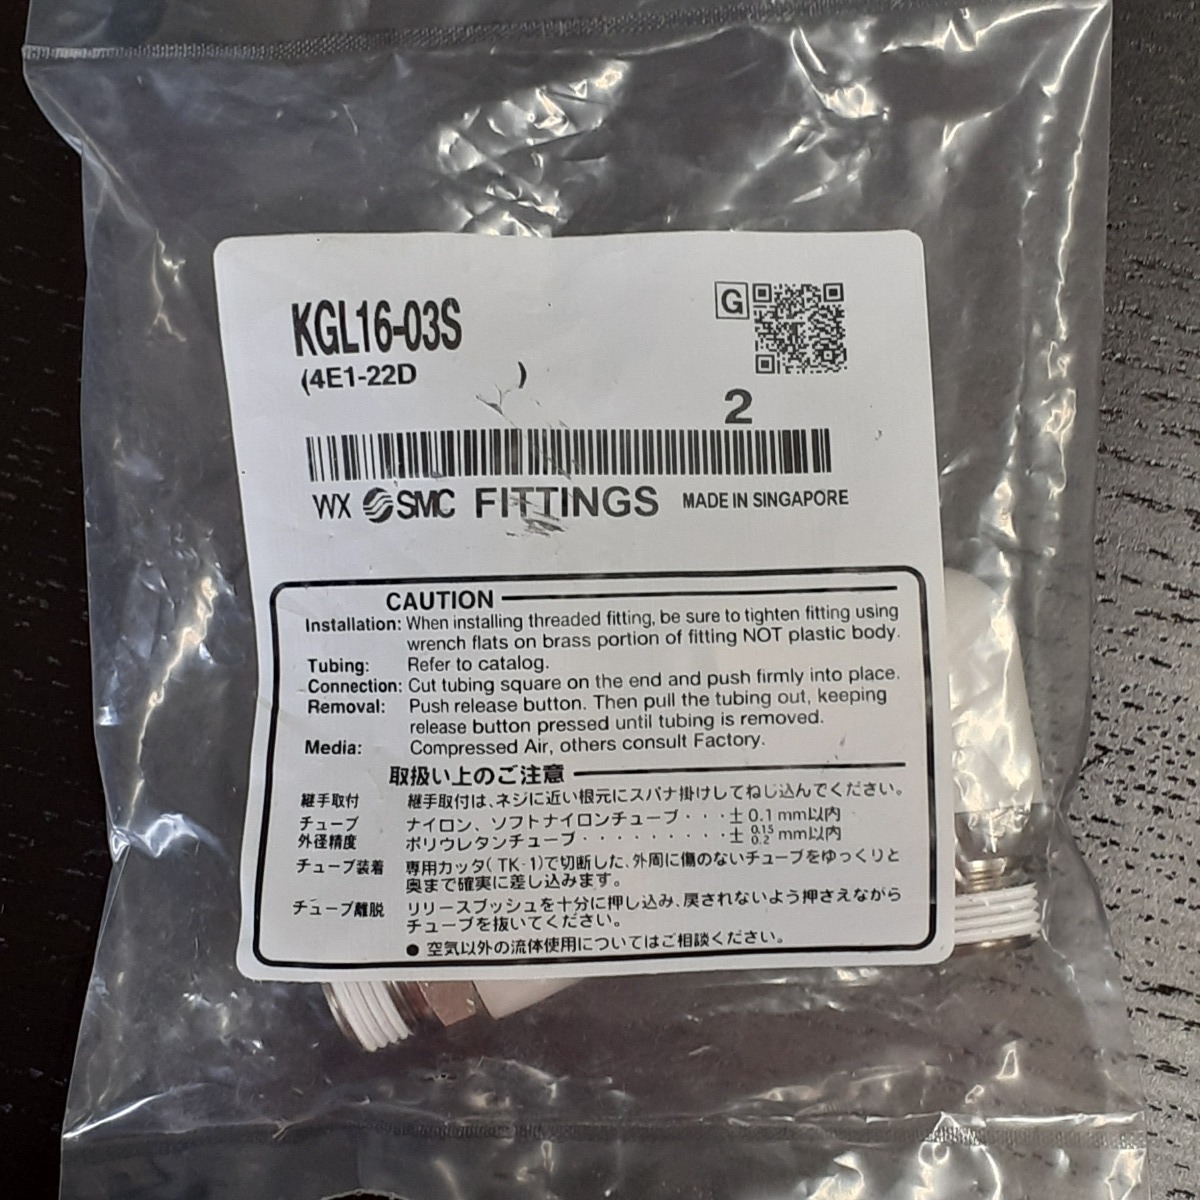 KGL16-03S
G
(4E1-22D )
2
WX SMC FITTINGS MADE IN SINGAPORE
CAUTION
Installation: When installing threaded fitting, be sure to tighten fitting using
wrench flats on brass portion of fitting NOT plastic body.
Tubing: Refer to catalog.
Connection: Cut tubing square on the end and push firmly into place.
Removal: Push release button. Then pull the tubing out, keeping
release button pressed until tubing is removed.
Media: Compressed Air, others consult Factory.
取扱い上のご注意
継手取付 継手取付は、ネジに近い根元にスパナ掛けしてねじ込んでください。
チューブ ナイロン、ソフトナイロンチューブ・・・± 0.1 mm以内
外径精度 ポリウレタンチューブ・・・・・・・・・± 0.15 0.2 mm以内
チューブ装着 専用カッタ(TK-1)で切断した、外周に傷のないチューブをゆっくりと
奥まで確実に差し込みます。
チューブ離脱 リリースブッシュを十分に押し込み、戻されないよう押さえながら
チューブを抜いてください。
● 空気以外の流体使用についてはご相談ください。